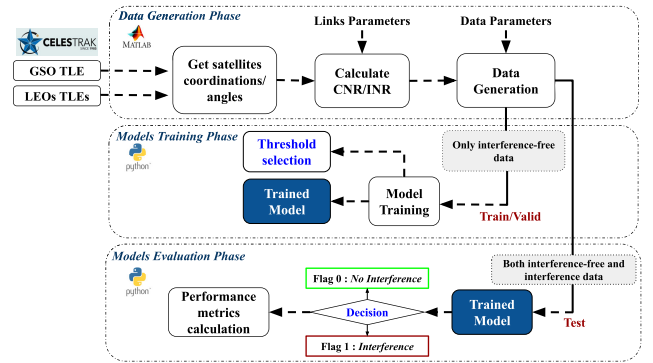 Data Generation Phase
Links Parameters
Data Parameters
CELESTRAK
MATLAB
GSO TLE
LEOs TLEs
Get satellites
coordinations/
angles
Calculate
CNR/INR
Data
Generation
Models Training Phase
python
Threshold
selection
Trained
Model
Model
Training
Only interference-free
data
Train/Valid
Models Evaluation Phase
python
Both interference-free and
interference data
Flag 0 : No Interference
Performance
metrics
calculation
Decision
Trained
Model
Test
Flag 1 : Interference